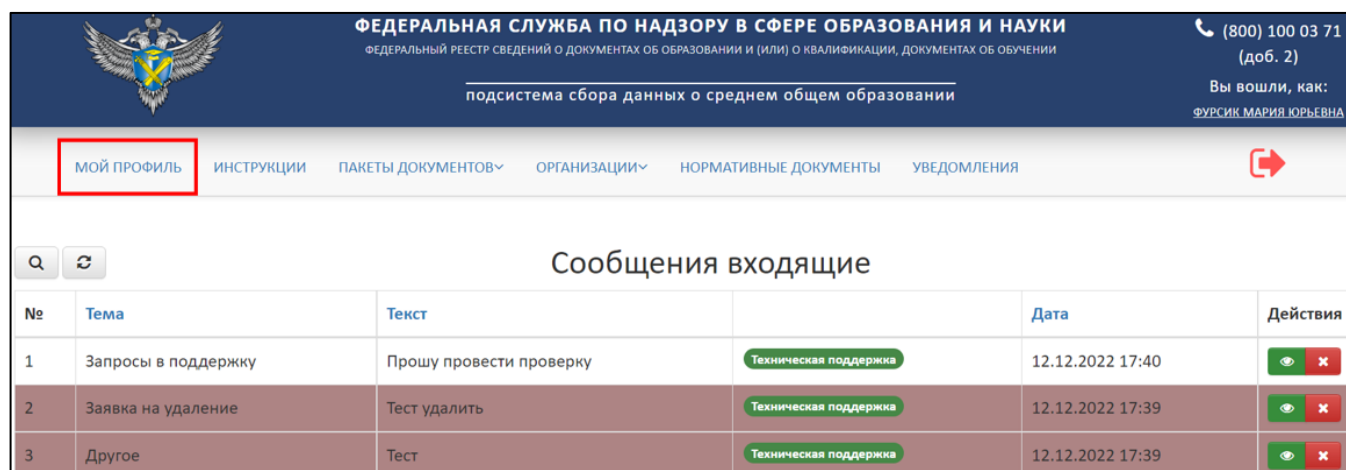 ФЕДЕРАЛЬНАЯ СЛУЖБА ПО НАДЗОРУ В СФЕРЕ ОБРАЗОВАНИЯ И НАУКИ
ФЕДЕРАЛЬНЫЙ РЕЕСТР СВЕДЕНИЙ О ДОКУМЕНТАХ ОБ ОБРАЗОВАНИИ И (ИЛИ) О КВАЛИФИКАЦИИ, ДОКУМЕНТАХ ОБ ОБУЧЕНИИ
подсистема сбора данных о среднем общем образовании
(800) 100 03 71
(доб. 2)
Вы вошли, как:
ФУРСИК МАРИЯ ЮРЬЕВНА
МОЙ ПРОФИЛЬ ИНСТРУКЦИИ ПАКЕТЫ ДОКУМЕНТОВ ОРГАНИЗАЦИИ НОРМАТИВНЫЕ ДОКУМЕНТЫ УВЕДОМЛЕНИЯ
Сообщения входящие
№ Тема Текст Дата Действия
1 Запросы в поддержку Прошу провести проверку Техническая поддержка 12.12.2022 17:40
2 Заявка на удаление Тест удалить Техническая поддержка 12.12.2022 17:39
3 Другое Тест Техническая поддержка 12.12.2022 17:39